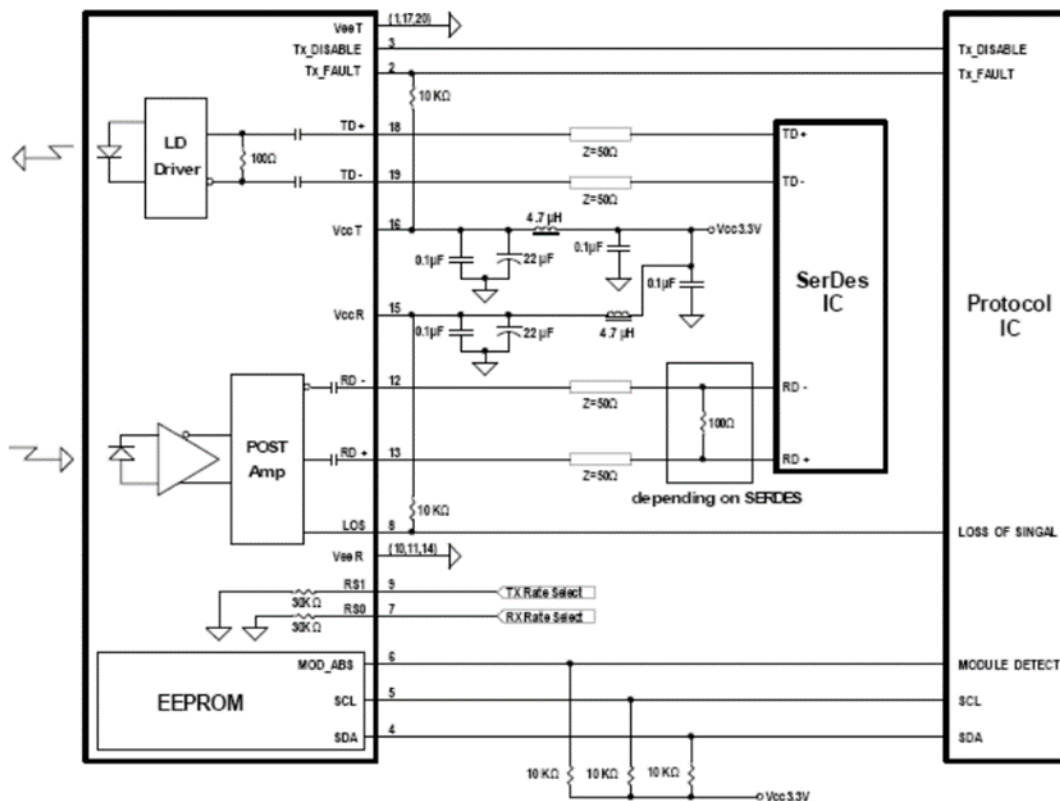 VeeT (1,17,20)
Tx_DISABLE 3 Tx_DISABLE
Tx_FAULT 2 Tx_FAULT
10 KΩ
LD
Driver
100Ω
TD+ 18 Z=50Ω TD+
TD- 19 Z=50Ω TD-
VccT 16 4.7 µH Vcc3.3V
0.1µF 22 µF 0.1µF
0.1µF
SerDes
IC
Protocol
IC
VccR 15
0.1µF 22 µF 4.7 µH
RD - 12 Z=50Ω RD -
POST
Amp
100Ω
RD + 13 Z=50Ω RD +
depending on SERDES
10 KΩ
LOS 8 LOSS OF SINGAL
VeeR (10,11,14)
RS1 9 TX Rate Select
30KΩ
RS0 7 RX Rate Select
30KΩ
MOD_ABS 6 MODULE DETECT
EEPROM
SCL 5 SCL
SDA 4 SDA
10 KΩ 10 KΩ 10 KΩ
Vcc3.3V